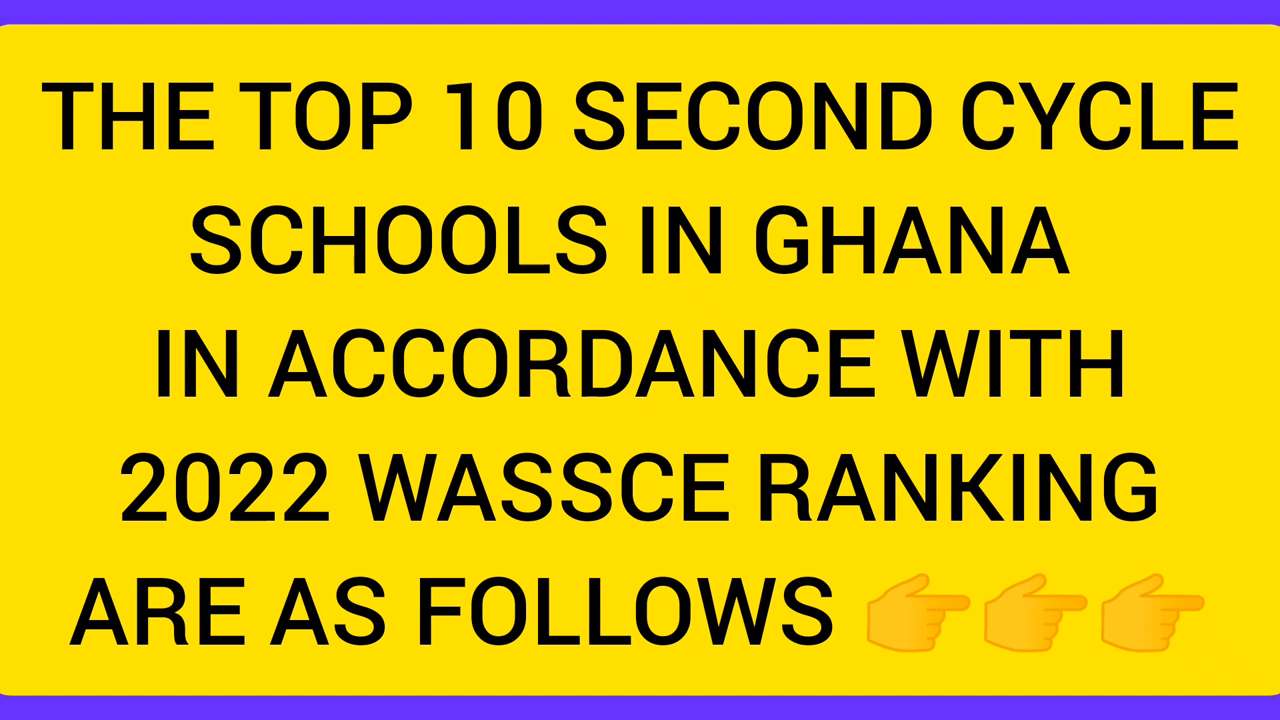 THE TOP 10 SECOND CYCLE
SCHOOLS IN GHANA
IN ACCORDANCE WITH
2022 WASSCE RANKING
ARE AS FOLLOWS 👉👉👉